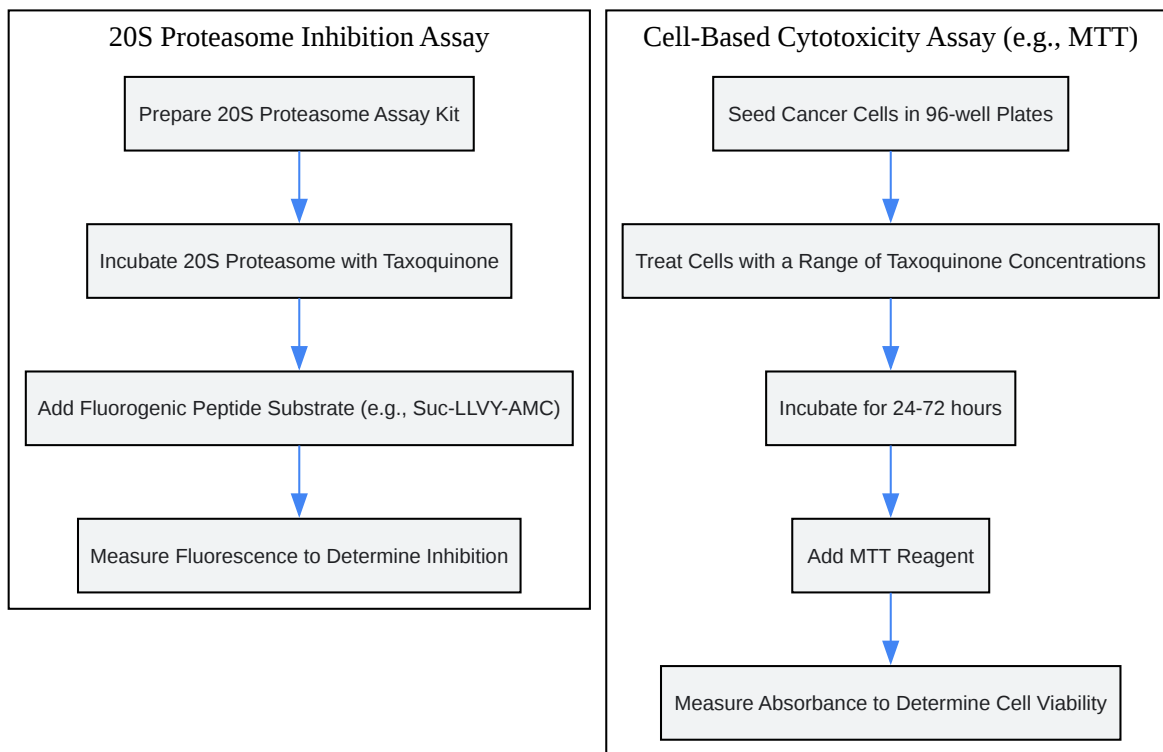 20S Proteasome Inhibition Assay
Prepare 20S Proteasome Assay Kit
Incubate 20S Proteasome with Taxoquinone
Add Fluorogenic Peptide Substrate (e.g., Suc-LLVY-AMC)
Measure Fluorescence to Determine Inhibition
Cell-Based Cytotoxicity Assay (e.g., MTT)
Seed Cancer Cells in 96-well Plates
Treat Cells with a Range of Taxoquinone Concentrations
Incubate for 24-72 hours
Add MTT Reagent
Measure Absorbance to Determine Cell Viability